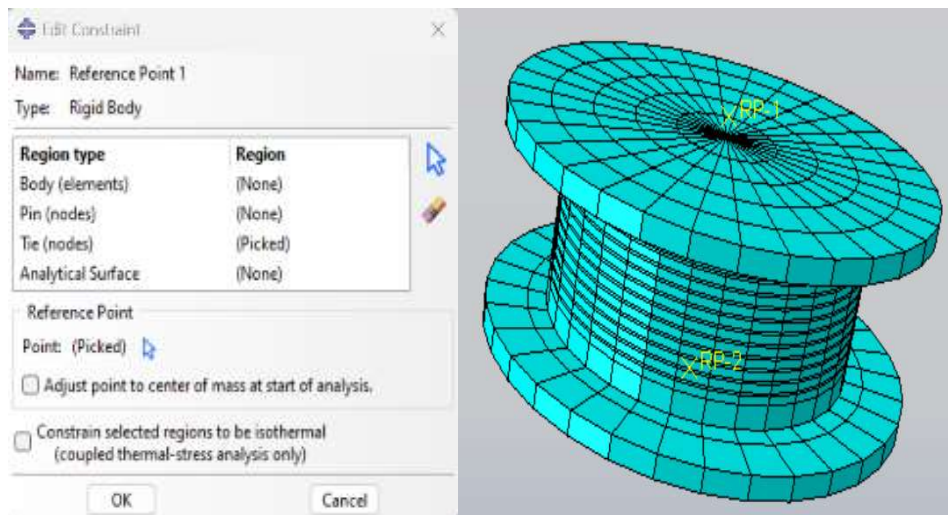 Edit Constraint
Name: Reference Point 1
Type: Rigid Body
Region type Region
Body (elements) (None)
Pin (nodes) (None)
Tie (nodes) (Picked)
Analytical Surface (None)
Reference Point
Point: (Picked)
Adjust point to center of mass at start of analysis.
Constrain selected regions to be isothermal
(coupled thermal-stress analysis only)
OK Cancel
RP-1
RP-2